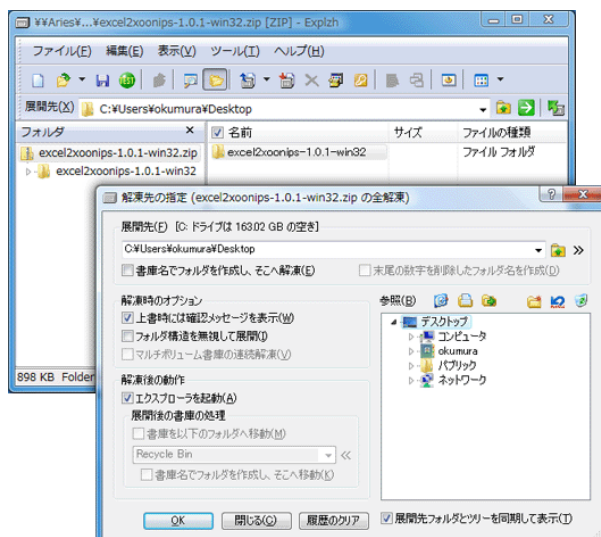 ¥¥Aries¥...¥excel2xoonips-1.0.1-win32.zip [ZIP] - Explzh
ファイル(F) 編集(E) 表示(V) ツール(T) ヘルプ(H)
展開先(X) C:¥Users¥okumura¥Desktop
フォルダ × 名前 サイズ ファイルの種類
excel2xoonips-1.0.1-win32.zip excel2xoonips-1.0.1-win32 ファイル フォルダ
excel2xoonips-1.0.1-win32
898 KB Folder
解凍先の指定 (excel2xoonips-1.0.1-win32.zip の全解凍)
展開先(F) [C: ドライブは 163.02 GB の空き]
C:¥Users¥okumura¥Desktop
書庫名でフォルダを作成し、そこへ解凍(E) 末尾の数字を削除したフォルダ名を作成(D)
解凍時のオプション
上書時には確認メッセージを表示(W)
フォルダ構造を無視して展開(I)
マルチボリューム書庫の連続解凍(V)
参照(B)
デスクトップ
コンピュータ
okumura
パブリック
ネットワーク
解凍後の動作
エクスプローラを起動(A)
展開後の書庫の処理
書庫を以下のフォルダへ移動(M)
Recycle Bin
書庫名でフォルダを作成し、そこへ移動(K)
OK 閉じる(C) 履歴のクリア 展開先フォルダとツリーを同期して表示(T)